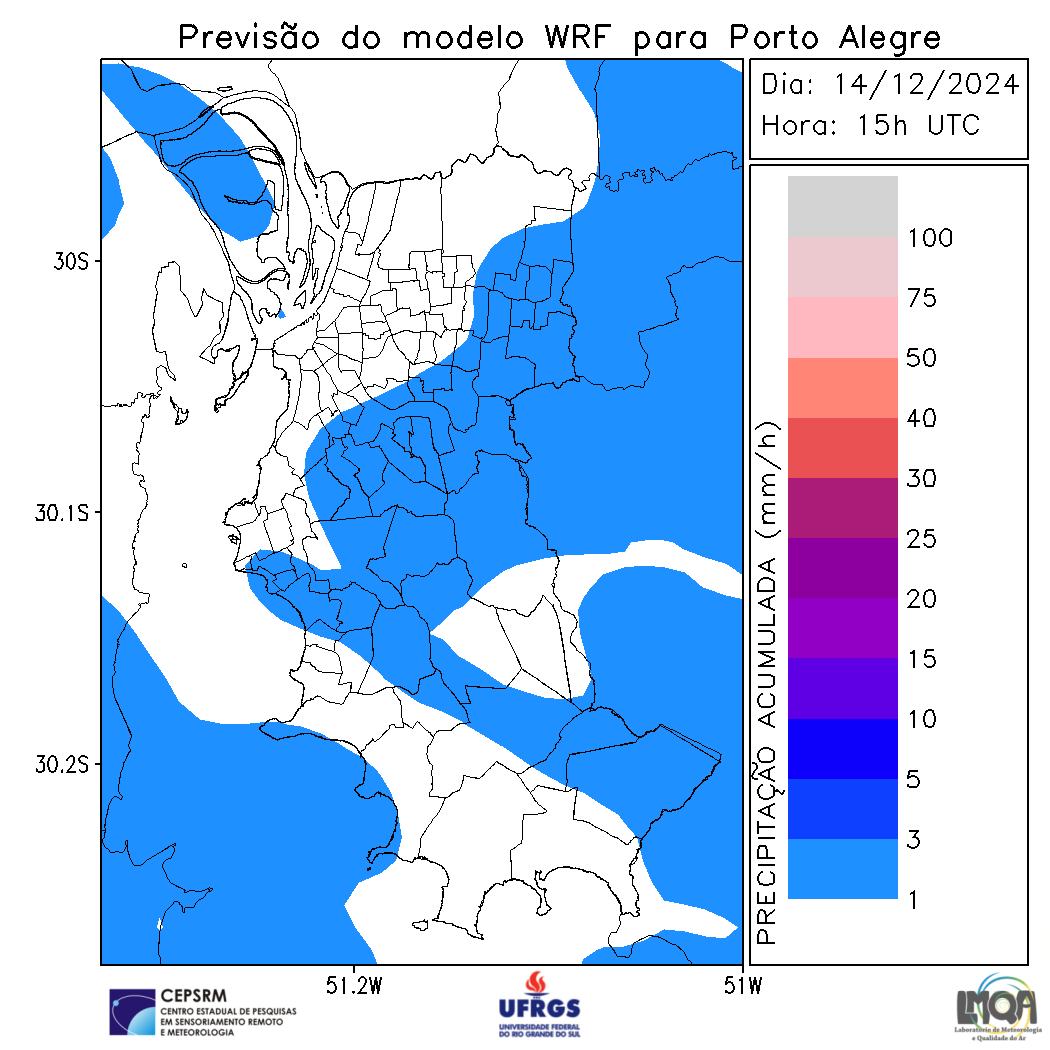 Previsão do modelo WRF para Porto Alegre
Dia: 14/12/2024
Hora: 15h UTC
30S
30.1S
30.2S
51.2W
51W
PRECIPITAÇÃO ACUMULADA (mm/h)
100
75
50
40
30
25
20
15
10
5
3
1
CEPSRM
CENTRO ESTADUAL DE PESQUISAS
EM SENSORIAMENTO REMOTO
E METEOROLOGIA
UFRGS
UNIVERSIDADE FEDERAL
DO RIO GRANDE DO SUL
LMQA
Laboratório de Meteorologia
e Qualidade do Ar